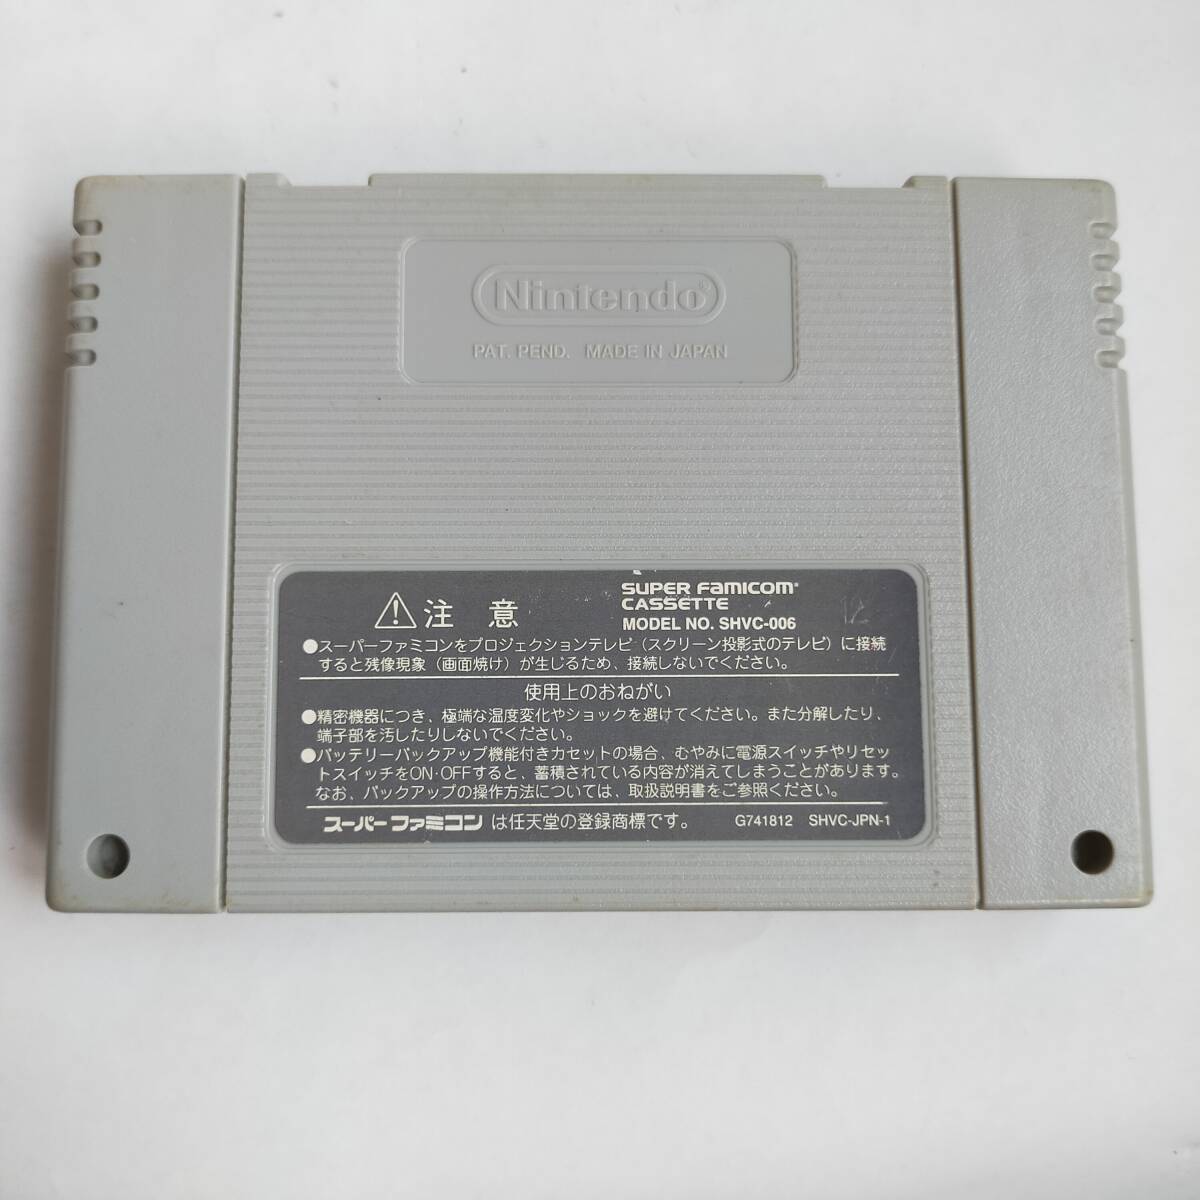 Nintendo®
PAT. PEND. MADE IN JAPAN
⚠注意
SUPER FAMICOM®
CASSETTE
MODEL NO. SHVC-006
12
●スーパーファミコンをプロジェクションテレビ（スクリーン投影式のテレビ）に接続
すると残像現象（画面焼け）が生じるため、接続しないでください。
使用上のおねがい
●精密機器につき、極端な温度変化やショックを避けてください。また分解したり、
端子部を汚したりしないでください。
●バッテリーバックアップ機能付きカセットの場合、むやみに電源スイッチやリセッ
トスイッチをON・OFFすると、蓄積されている内容が消えてしまうことがあります。
なお、バックアップの操作方法については、取扱説明書をご参照ください。
スーパーファミコンは任天堂の登録商標です。 G741812 SHVC-JPN-1